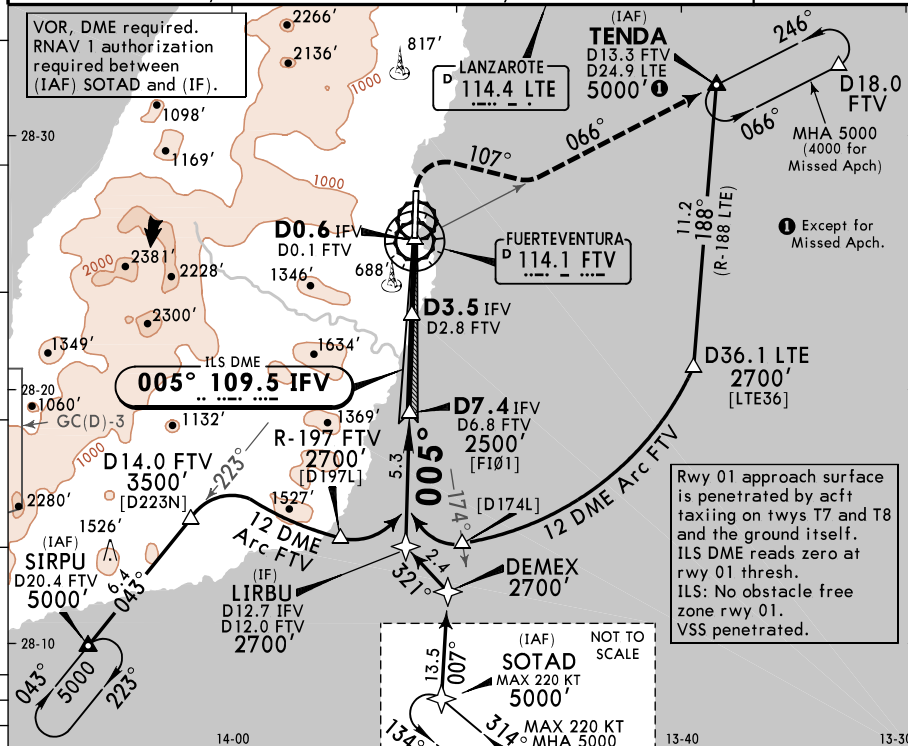 VOR, DME required.
RNAV 1 authorization
required between
(IAF) SOTAD and (IF).
2266'
2136'
817'
1000
1098'
1169'
28-30
LANZAROTE
D 114.4 LTE
(IAF)
TENDA
D13.3 FTV
D24.9 LTE
5000' 1
246°
066°
D18.0
FTV
MHA 5000
(4000 for
Missed Apch)
1 Except for
Missed Apch.
107°
066°
1000
D0.6 IFV
D0.1 FTV
FUERTEVENTURA
D 114.1 FTV
11.2
188°
(R-188 LTE)
2000
2381'
2228'
1346'
688'
2300'
D3.5 IFV
D2.8 FTV
1349'
1634'
ILS DME
005° 109.5 IFV
D36.1 LTE
2700'
[LTE36]
28-20
1060'
GC(D)-3
1132'
1369'
D7.4 IFV
D6.8 FTV
2500'
[FIØ1]
R-197 FTV
2700'
[D197L]
1000
D14.0 FTV
3500'
[D223N]
223°
5.3
005°
174°
[D174L]
12 DME Arc FTV
2280'
1526'
1527'
12 DME
Arc FTV
(IAF)
SIRPU
D20.4 FTV
5000'
6.4
043°
(IF)
LIRBU
D12.7 IFV
D12.0 FTV
2700'
2.4
321°
DEMEX
2700'
Rwy 01 approach surface
is penetrated by acft
taxiing on twys T7 and T8
and the ground itself.
ILS DME reads zero at
rwy 01 thresh.
ILS: No obstacle free
zone rwy 01.
VSS penetrated.
28-10
043°
5000
223°
13.5
007°
(IAF)
SOTAD
MAX 220 KT
5000'
NOT TO
SCALE
134°
314°
MAX 220 KT
MHA 5000
14-00
13-40
13-30